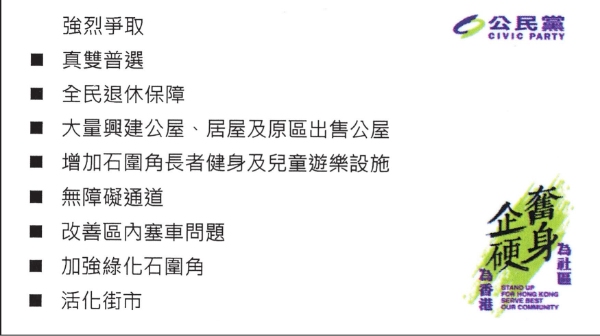 強烈爭取
■ 真雙普選
■ 全民退休保障
■ 大量興建公屋、居屋及原區出售公屋
■ 增加石圍角長者健身及兒童遊樂設施
■ 無障礙通道
■ 改善區內塞車問題
■ 加強綠化石圍角
■ 活化街市
公民黨
CIVIC PARTY
奮身
企硬
為社區
為香港
STAND UP
FOR HONG KONG
SERVE BEST
OUR COMMUNITY